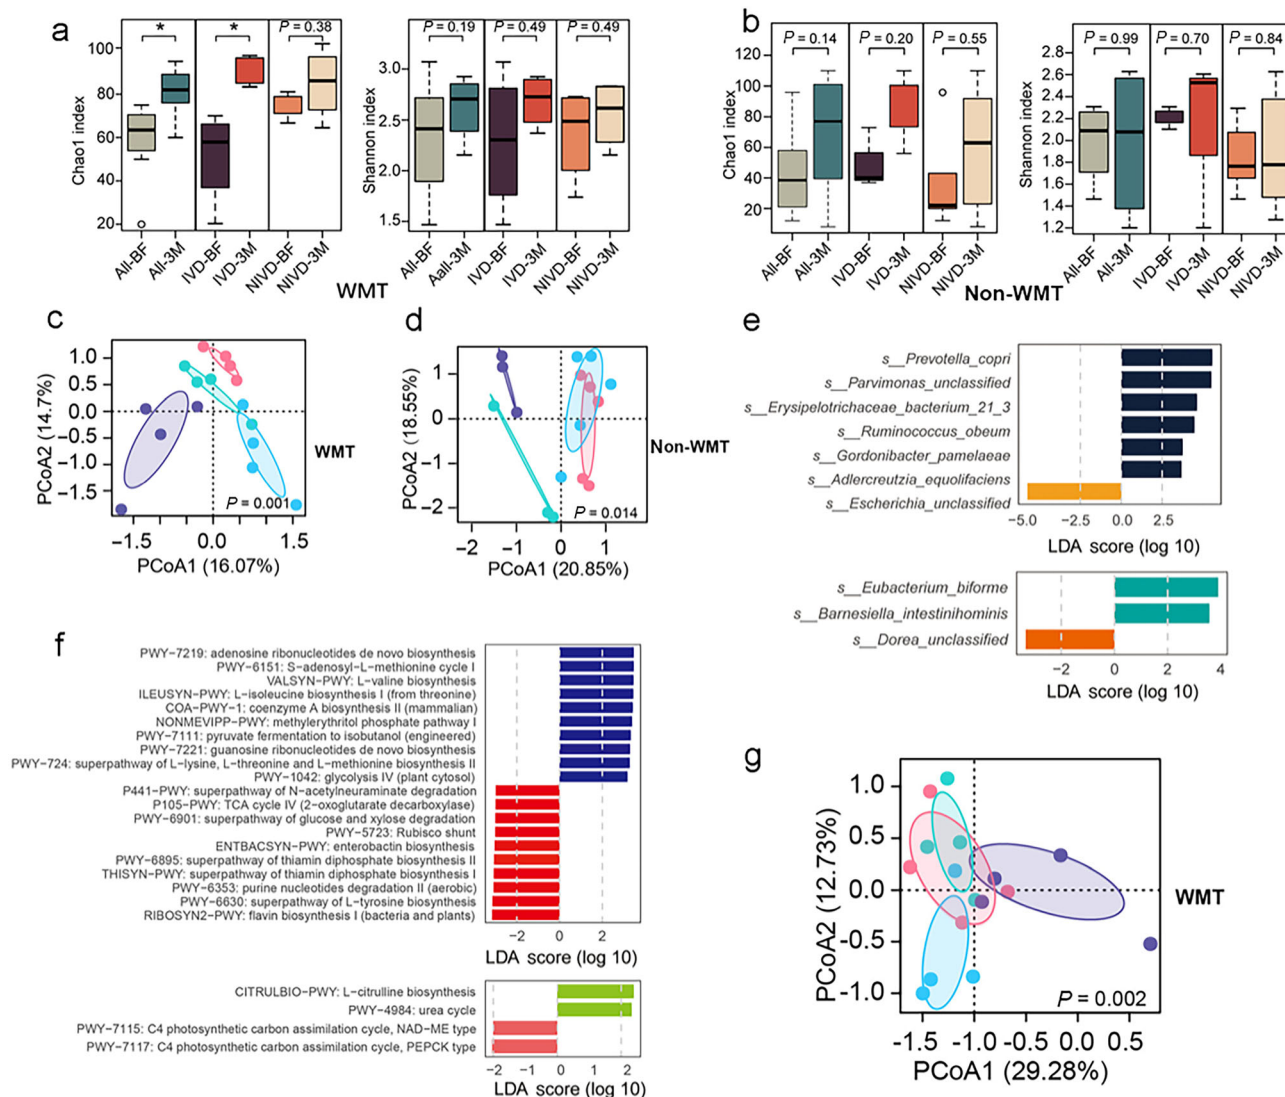 a
* * P = 0.38
Chao1 index
100
80
60
40
20
All-BF
All-3M
IVD-BF
IVD-3M
NIVD-BF
NIVD-3M
P = 0.19 P = 0.49 P = 0.49
Shannon index
3.0
2.5
2.0
1.5
All-BF
Aall-3M
IVD-BF
IVD-3M
NIVD-BF
NIVD-3M
WMT
b
P = 0.14 P = 0.20 P = 0.55
Chao1 index
120
100
80
60
40
20
All-BF
All-3M
IVD-BF
IVD-3M
NIVD-BF
NIVD-3M
P = 0.99 P = 0.70 P = 0.84
Shannon index
2.8
2.6
2.4
2.2
2.0
1.8
1.6
1.4
1.2
All-BF
All-3M
IVD-BF
IVD-3M
NIVD-BF
NIVD-3M
Non-WMT
c
PCoA2 (14.7%)
1.0
0.5
0.0
−0.5
−1.0
−1.5
P = 0.001
−1.5 0.0 1.5
PCoA1 (16.07%)
WMT
d
PCoA2 (18.55%)
1
0
−1
−2
P = 0.014
−2 −1 0 1
PCoA1 (20.85%)
Non-WMT
e
s__Prevotella_copri
s__Parvimonas_unclassified
s__Erysipelotrichaceae_bacterium_21_3
s__Ruminococcus_obeum
s__Gordonibacter_pamelaeae
s__Adlercreutzia_equolifaciens
s__Escherichia_unclassified
−5.0 −2.5 0.0 2.5
LDA score (log 10)
s__Eubacterium_biforme
s__Barnesiella_intestinihominis
s__Dorea_unclassified
−2 0 2 4
LDA score (log 10)
f
PWY−7219: adenosine ribonucleotides de novo biosynthesis
PWY−6151: S−adenosyl−L−methionine cycle I
VALSYN−PWY: L−valine biosynthesis
ILEUSYN−PWY: L−isoleucine biosynthesis I (from threonine)
COA−PWY−1: coenzyme A biosynthesis II (mammalian)
NONMEVIPP−PWY: methylerythritol phosphate pathway I
PWY−7111: pyruvate fermentation to isobutanol (engineered)
PWY−7221: guanosine ribonucleotides de novo biosynthesis
PWY−724: superpathway of L−lysine, L−threonine and L−methionine biosynthesis II
PWY−1042: glycolysis IV (plant cytosol)
P441−PWY: superpathway of N−acetylneuraminate degradation
P105−PWY: TCA cycle IV (2−oxoglutarate decarboxylase)
PWY−6901: superpathway of glucose and xylose degradation
PWY−5723: Rubisco shunt
ENTBACSYN−PWY: enterobactin biosynthesis
PWY−6895: superpathway of thiamin diphosphate biosynthesis II
THISYN−PWY: superpathway of thiamin diphosphate biosynthesis I
PWY−6353: purine nucleotides degradation II (aerobic)
PWY−6630: superpathway of L−tyrosine biosynthesis
RIBOSYN2−PWY: flavin biosynthesis I (bacteria and plants)
−2 0 2
LDA score (log 10)
CITRULBIO−PWY: L−citrulline biosynthesis
PWY−4984: urea cycle
PWY−7115: C4 photosynthetic carbon assimilation cycle, NAD−ME type
PWY−7117: C4 photosynthetic carbon assimilation cycle, PEPCK type
−2 −1 0 1 2
LDA score (log 10)
g
PCoA2 (12.73%)
1.0
0.5
0.0
−0.5
P-1.0
P = 0.002
-1.5 -1.0 -0.5 0.0 0.5
PCoA1 (29.28%)
WMT